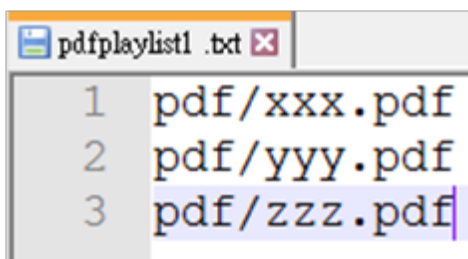 pdfplaylist1 .txt
1 pdf/xxx.pdf
2 pdf/yyy.pdf
3 pdf/zzz.pdf